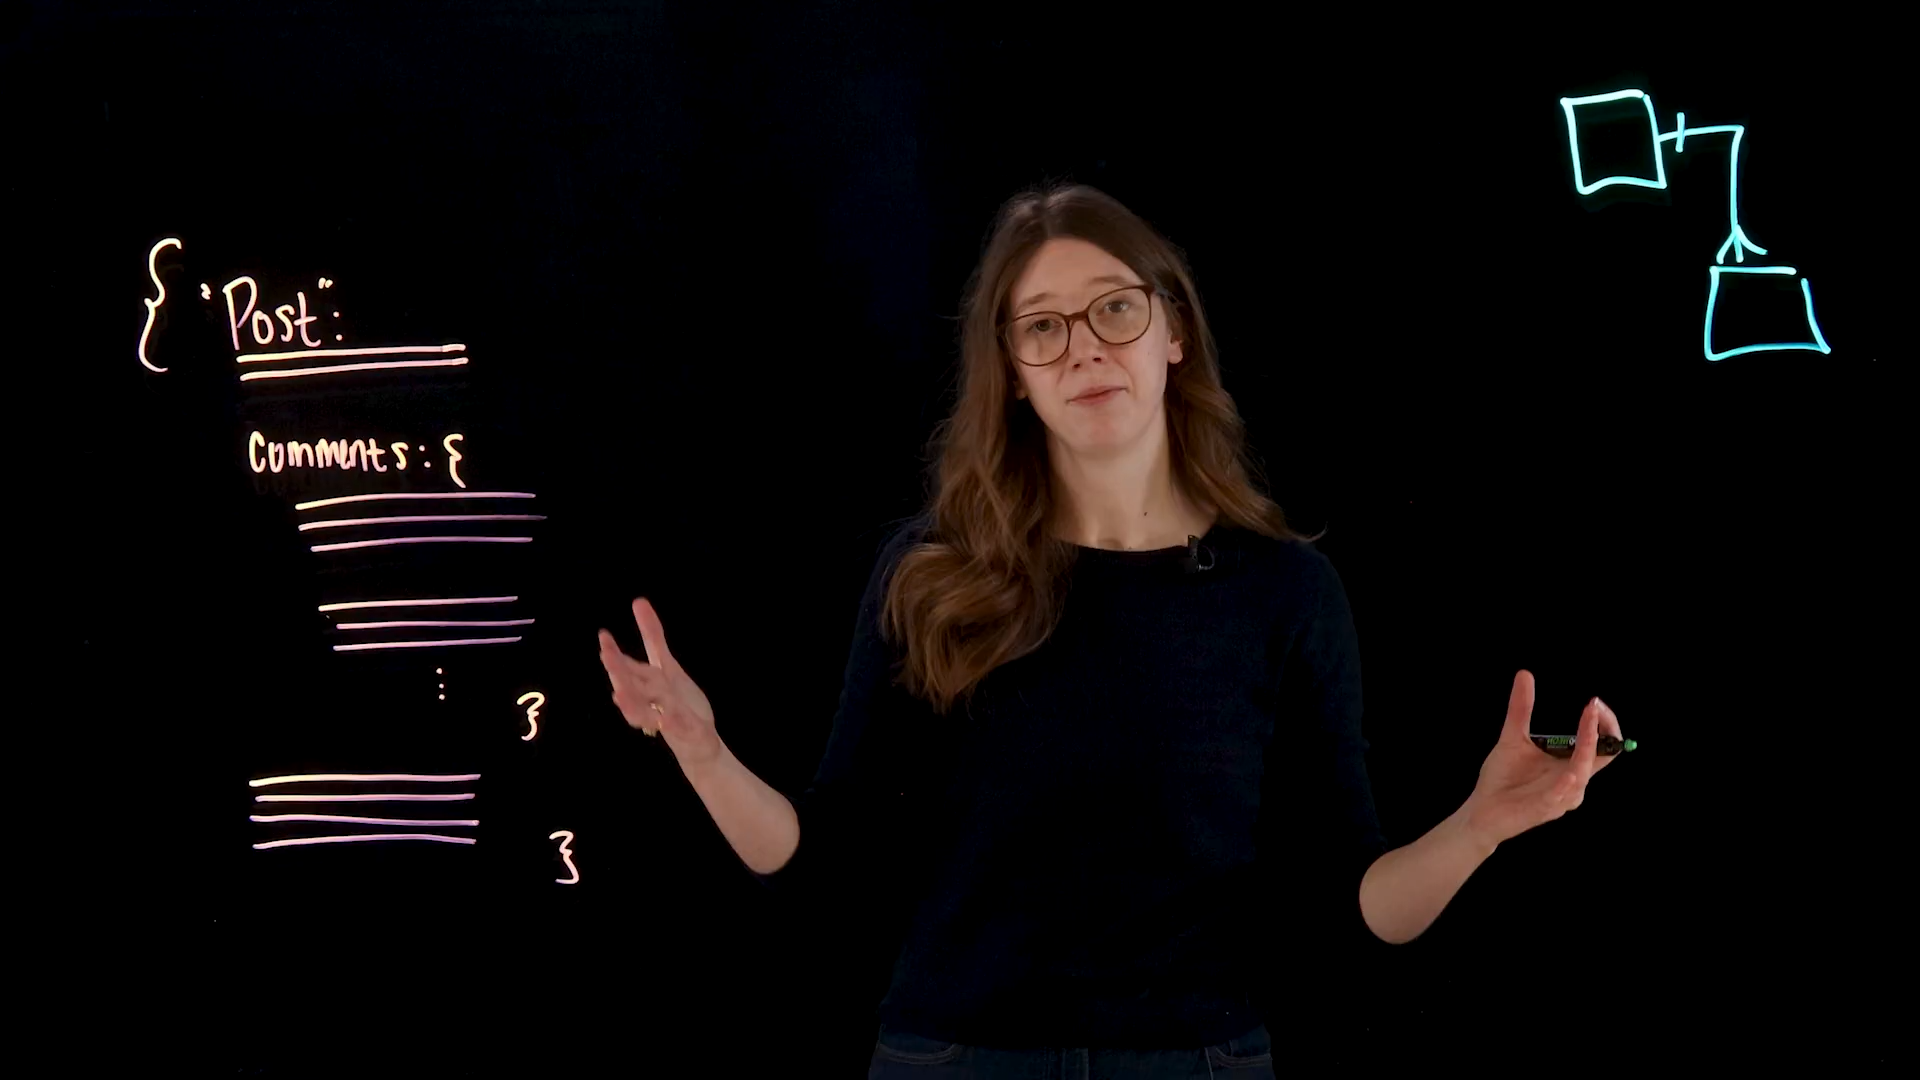 { "Post":
Comments: {
}
}